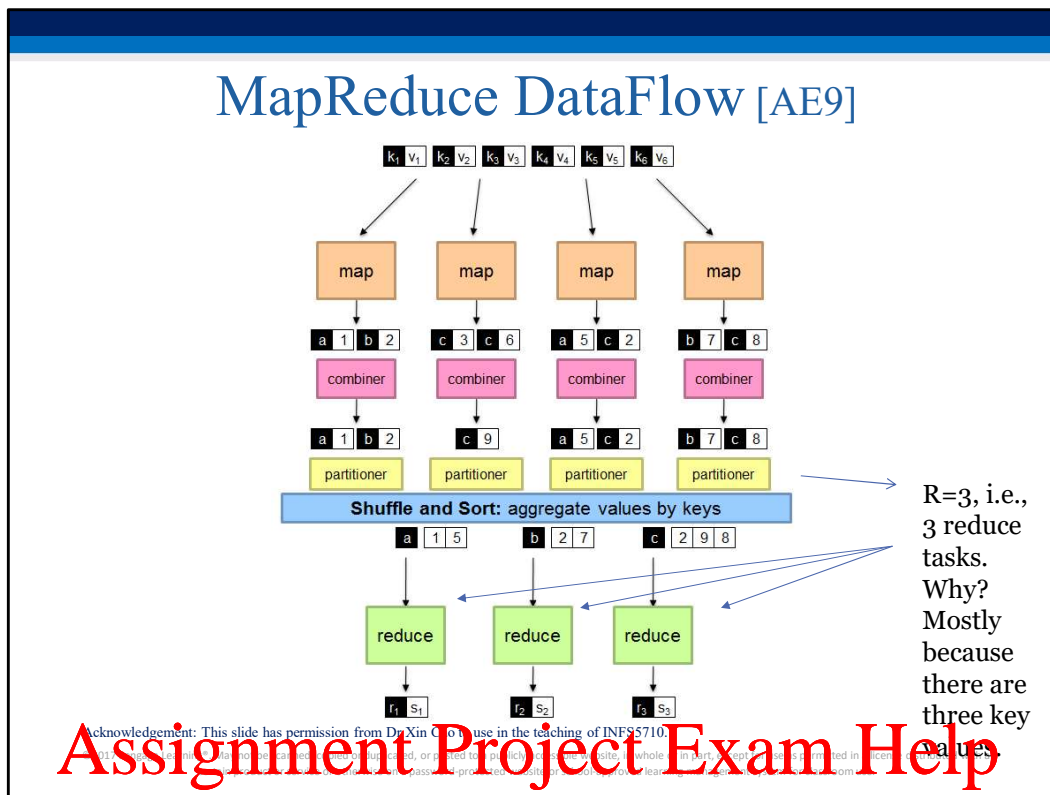 MapReduce DataFlow [AE9]
k1 v1 k2 v2 k3 v3 k4 v4 k5 v5 k6 v6
map map map map
a 1 b 2 c 3 c 6 a 5 c 2 b 7 c 8
combiner combiner combiner combiner
a 1 b 2 c 9 a 5 c 2 b 7 c 8
partitioner partitioner partitioner partitioner
Shuffle and Sort: aggregate values by keys
a 1 5 b 2 7 c 2 9 8
reduce reduce reduce
r1 s1 r2 s2 r3 s3
R=3, i.e.,
3 reduce
tasks.
Why?
Mostly
because
there are
three key
values.
Acknowledgement: This slide has permission from Dr Xin to use in the teaching of INFS5710.
Assignment Project Exam Help